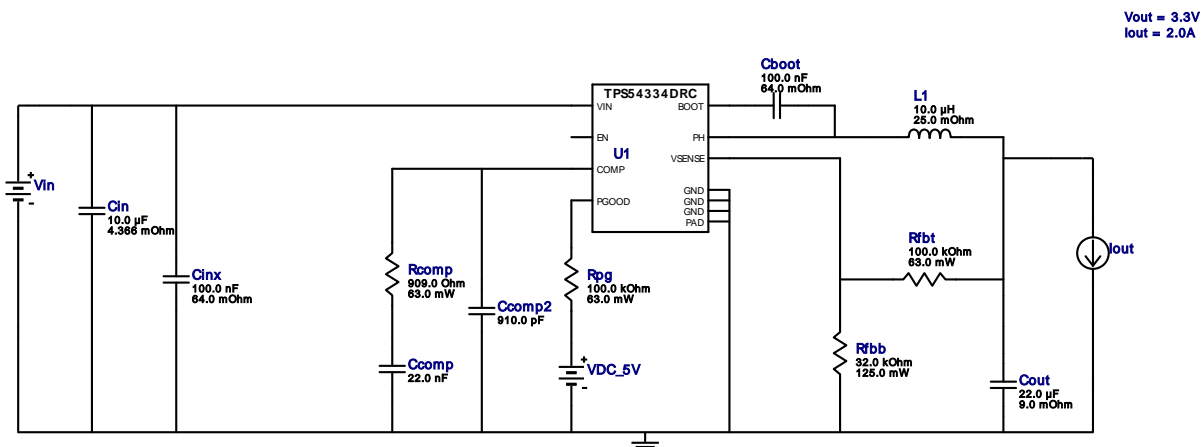 Vout = 3.3V
Iout = 2.0A
Cboot
100.0 nF
64.0 mOhm
TPS54334DRC
VIN
BOOT
EN
PH
U1
VSENSE
COMP
GND
PGOOD
GND
GND
PAD
L1
10.0 µH
25.0 mOhm
+
Vin
-
Cin
10.0 µF
4.366 mOhm
Cinx
100.0 nF
64.0 mOhm
Rcomp
909.0 Ohm
63.0 mW
Ccomp2
910.0 pF
Rpg
100.0 kOhm
63.0 mW
Rfbt
100.0 kOhm
63.0 mW
Iout
Ccomp
22.0 nF
+
VDC_5V
-
Rfbb
32.0 kOhm
125.0 mW
Cout
22.0 µF
9.0 mOhm